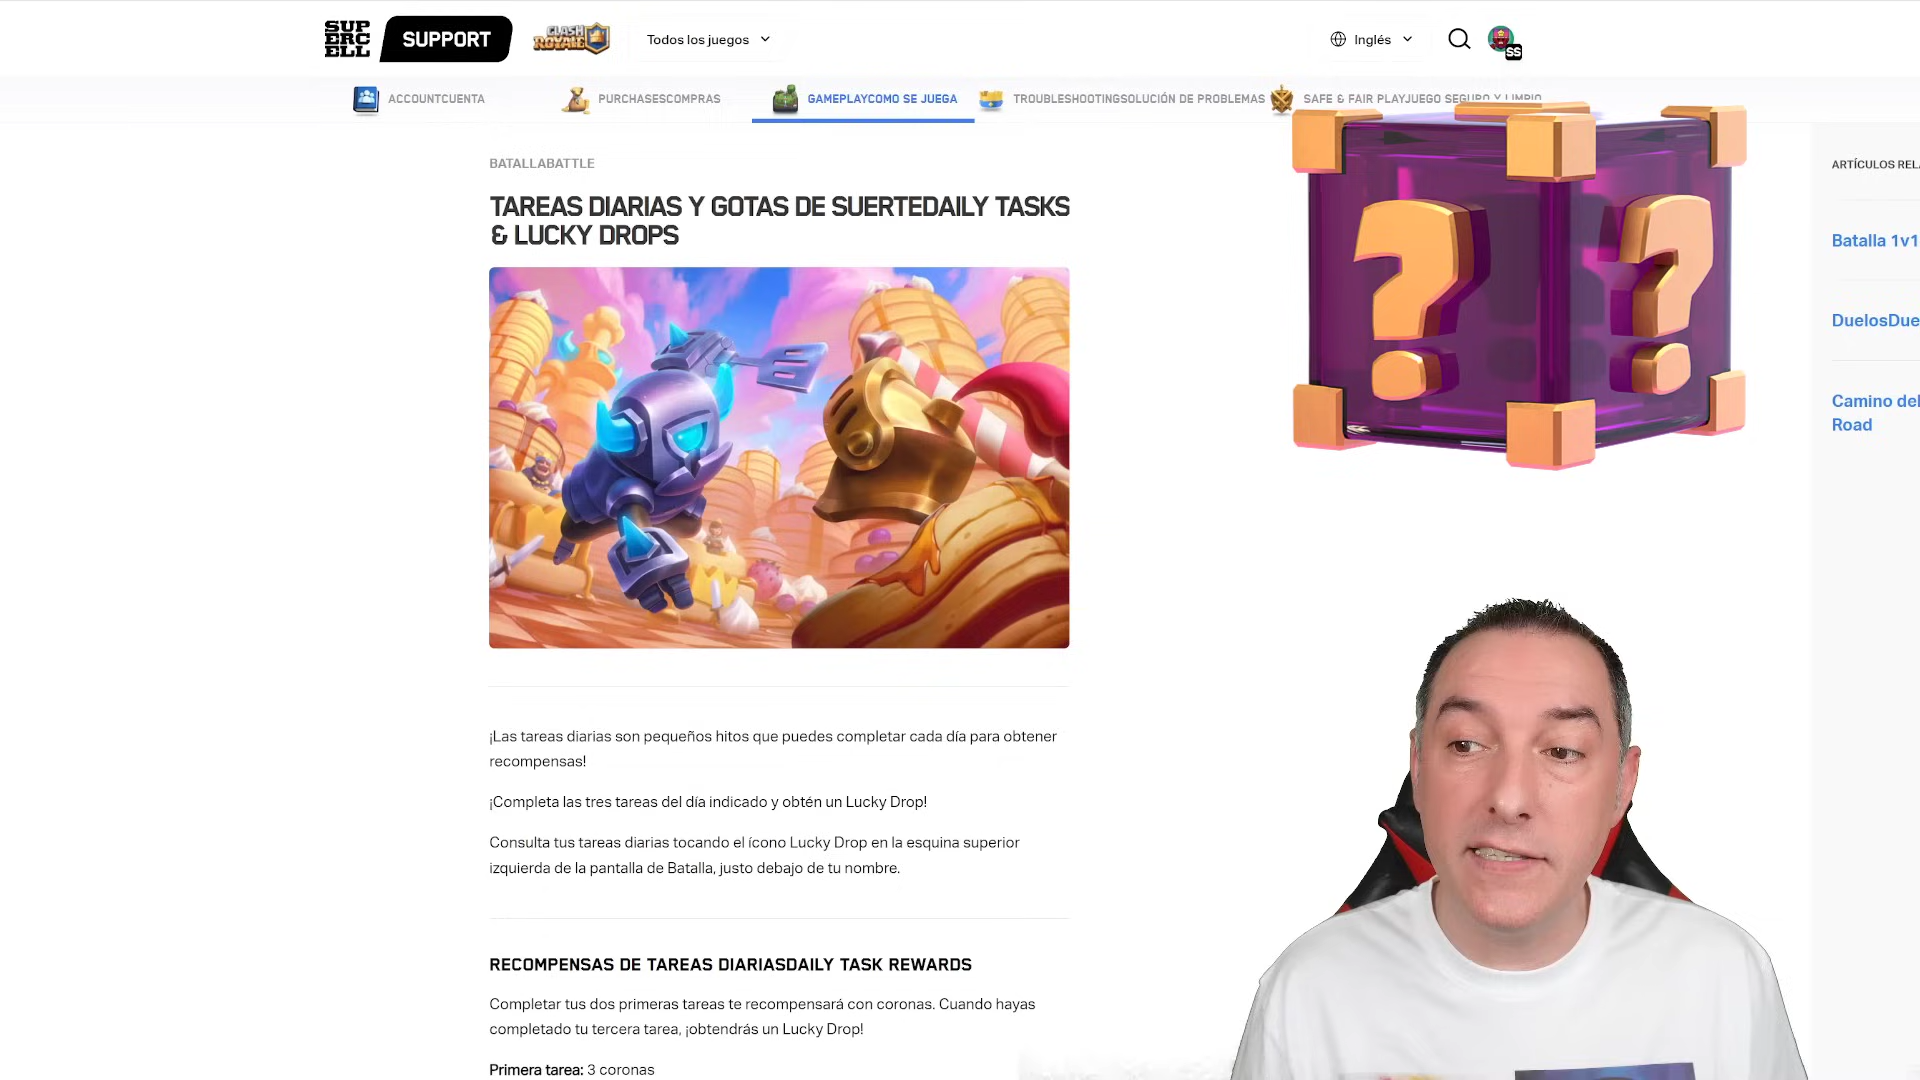 SUP
ERC
ELL
SUPPORT
CLASH
ROYALE
Todos los juegos
Inglés
SS
ACCOUNTCUENTA
PURCHASESCOMPRAS
GAMEPLAYCOMO SE JUEGA
TROUBLESHOOTINGSOLUCIÓN DE PROBLEMAS
SAFE & FAIR PLAYJUEGO SEGURO Y LIMPIO
BATALLABATTLE
TAREAS DIARIAS Y GOTAS DE SUERTEDAILY TASKS
& LUCKY DROPS
? ?
ARTÍCULOS REL
Batalla 1v1
DuelosDue
Camino del
Road
¡Las tareas diarias son pequeños hitos que puedes completar cada día para obtener
recompensas!
¡Completa las tres tareas del día indicado y obtén un Lucky Drop!
Consulta tus tareas diarias tocando el ícono Lucky Drop en la esquina superior
izquierda de la pantalla de Batalla, justo debajo de tu nombre.
RECOMPENSAS DE TAREAS DIARIASDAILY TASK REWARDS
Completar tus dos primeras tareas te recompensará con coronas. Cuando hayas
completado tu tercera tarea, ¡obtendrás un Lucky Drop!
Primera tarea: 3 coronas